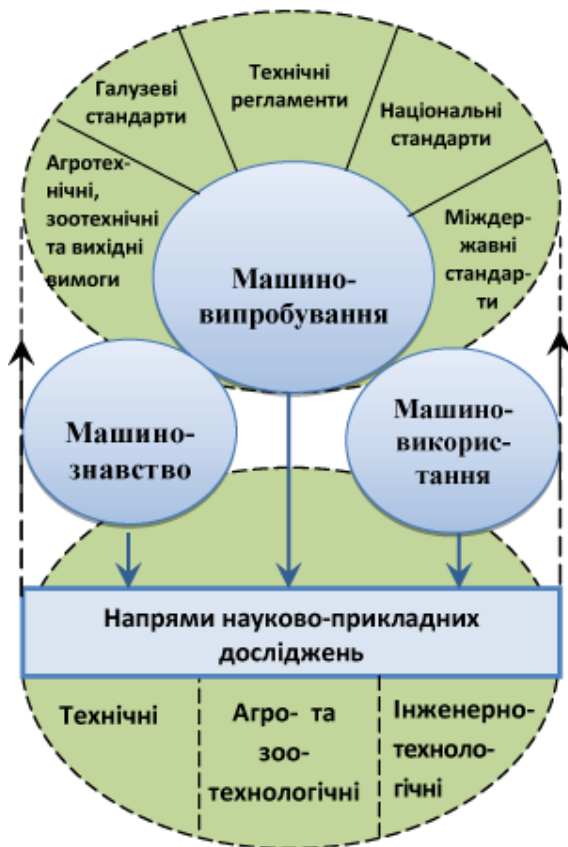 Галузеві
стандарти
Технічні
регламенти
Національні
стандарти
Агротех-
нічні,
зоотехнічні
та вихідні
вимоги
Міждер-
жавні
стандар-
ти
Машино-
випробування
Машино-
знавство
Машино-
використ-
тання
Напрями науково-прикладних
досліджень
Технічні
Агро- та
зоо-
технологічні
Інженерно-
техноло-
гічні